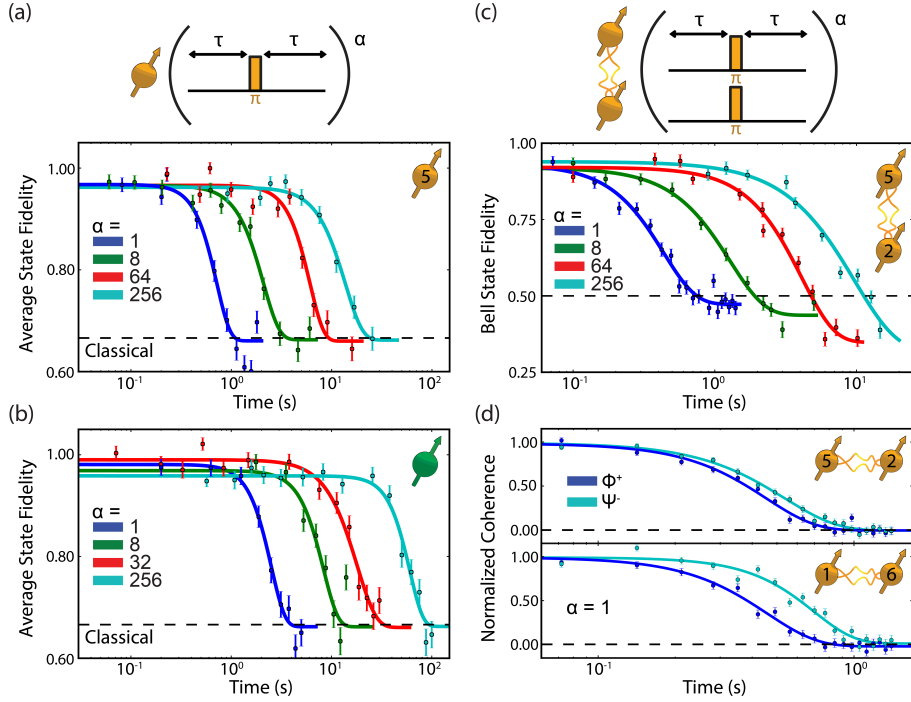 (a)
τ τ α
π
Average State Fidelity
1.00
0.80
0.60
5
α =
1
8
64
256
Classical
10⁻¹ 10⁰ 10¹ 10²
Time (s)
(b)
Average State Fidelity
1.00
0.80
0.60
α =
1
8
32
256
Classical
10⁻¹ 10⁰ 10¹ 10²
Time (s)
(c)
τ τ α
π
π
Bell State Fidelity
1.00
0.75
0.50
0.25
5
2
α =
1
8
64
256
10⁻¹ 10⁰ 10¹
Time (s)
(d)
Normalized Coherence
1.00
0.50
0.00
Φ⁺
Ψ⁻
5 2
1.00
0.50
0.00
1 6
α = 1
10⁻¹ 10⁰
Time (s)